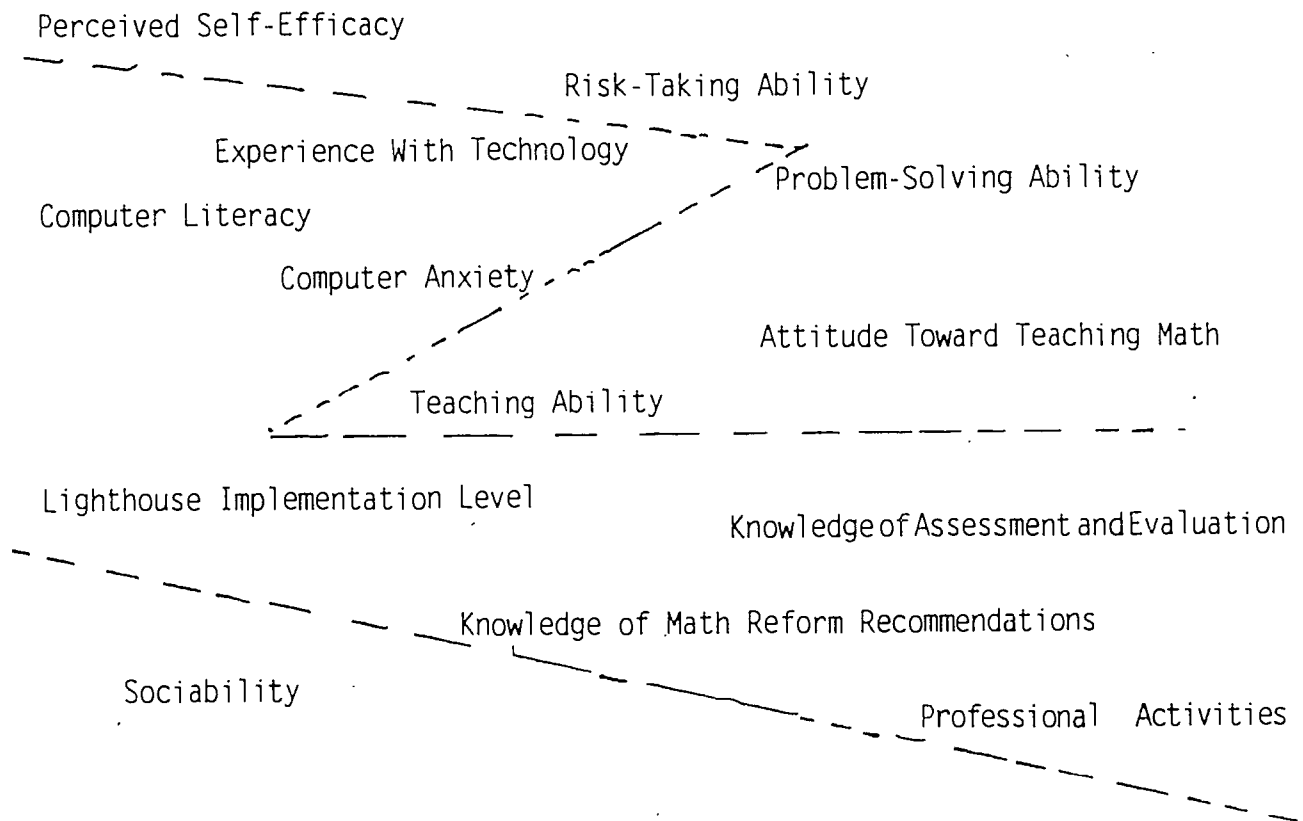 Perceived Self-Efficacy
Risk-Taking Ability
Experience With Technology
Problem-Solving Ability
Computer Literacy
Computer Anxiety
Attitude Toward Teaching Math
Teaching Ability
Lighthouse Implementation Level
Knowledge of Assessment and Evaluation
Knowledge of Math Reform Recommendations
Sociability
Professional Activities